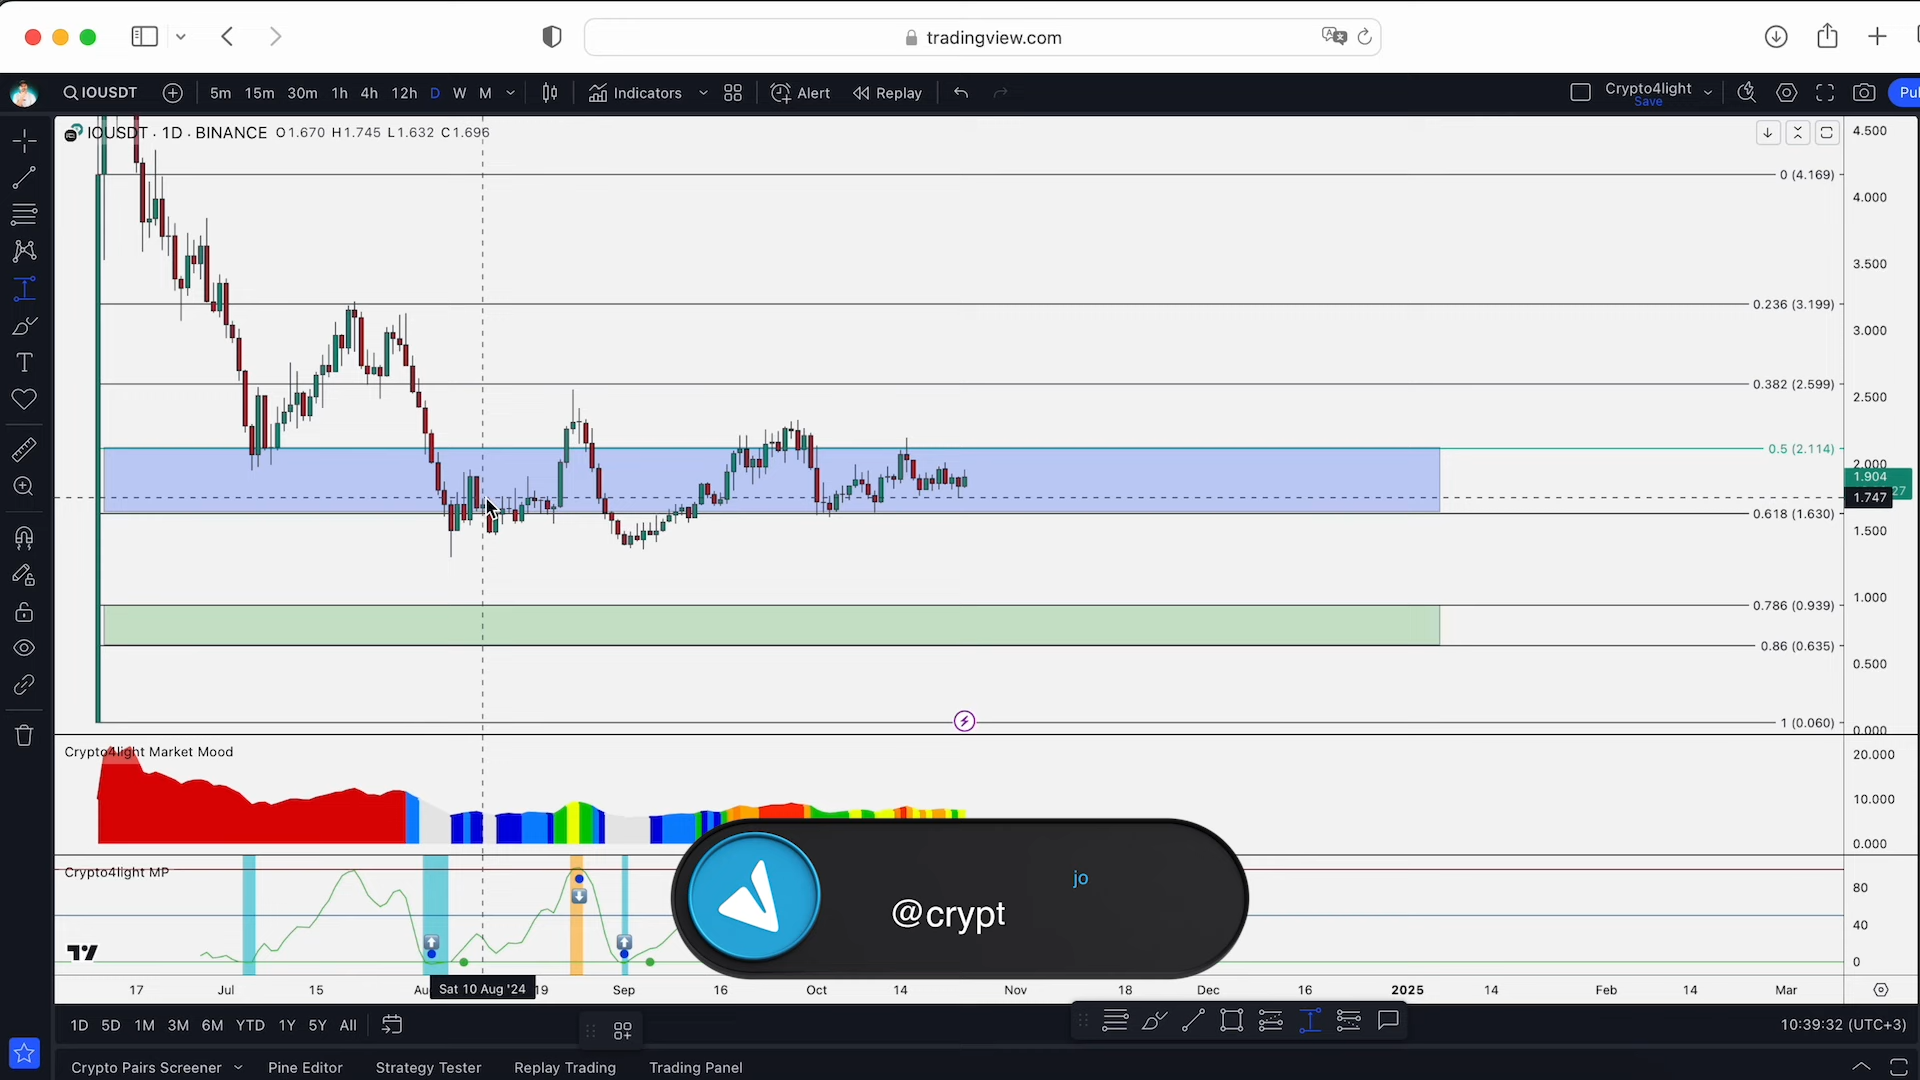 tradingview.com
IOUSDT
5m 15m 30m 1h 4h 12h D W M
Indicators
Alert
Replay
Crypto4light
Save
Pu
IOUSDT · 1D · BINANCE O1.670 H1.745 L1.632 C1.696
4.500
0 (4.169)
4.000
3.500
0.236 (3.199)
3.000
0.382 (2.599)
2.500
0.5 (2.114)
2.000
1.904
27
1.747
0.618 (1.630)
1.500
1.000
0.786 (0.939)
0.86 (0.635)
0.500
1 (0.060)
0.000
Crypto4light Market Mood
20.000
10.000
0.000
Crypto4light MP
80
40
0
jo
@crypt
17 Jul 15 Au Sat 10 Aug '24 19 Sep 16 Oct 14 Nov 18 Dec 16 2025 14 Feb 14 Mar
1D 5D 1M 3M 6M YTD 1Y 5Y All
10:39:32 (UTC+3)
Crypto Pairs Screener
Pine Editor
Strategy Tester
Replay Trading
Trading Panel